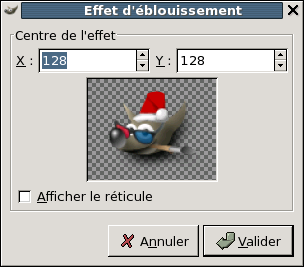 Effet d'éblouissement
Centre de l'effet
X : 128 Y : 128
Afficher le réticule
Annuler Valider